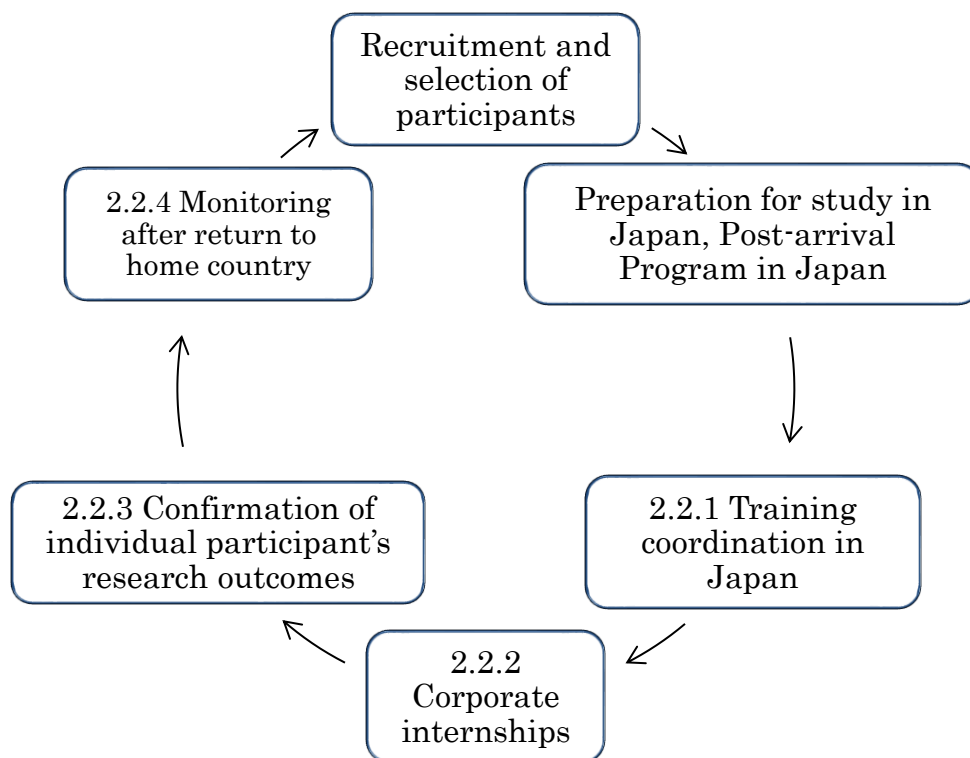 Recruitment and
selection of
participants
Preparation for study in
Japan, Post-arrival
Program in Japan
2.2.1 Training
coordination in
Japan
2.2.2
Corporate
internships
2.2.3 Confirmation of
individual participant’s
research outcomes
2.2.4 Monitoring
after return to
home country